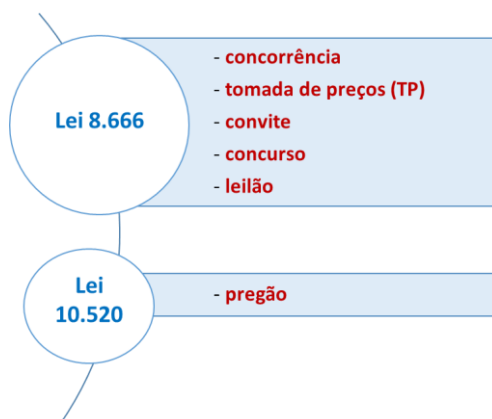 Lei 8.666
- concorrência
- tomada de preços (TP)
- convite
- concurso
- leilão
Lei
10.520
- pregão